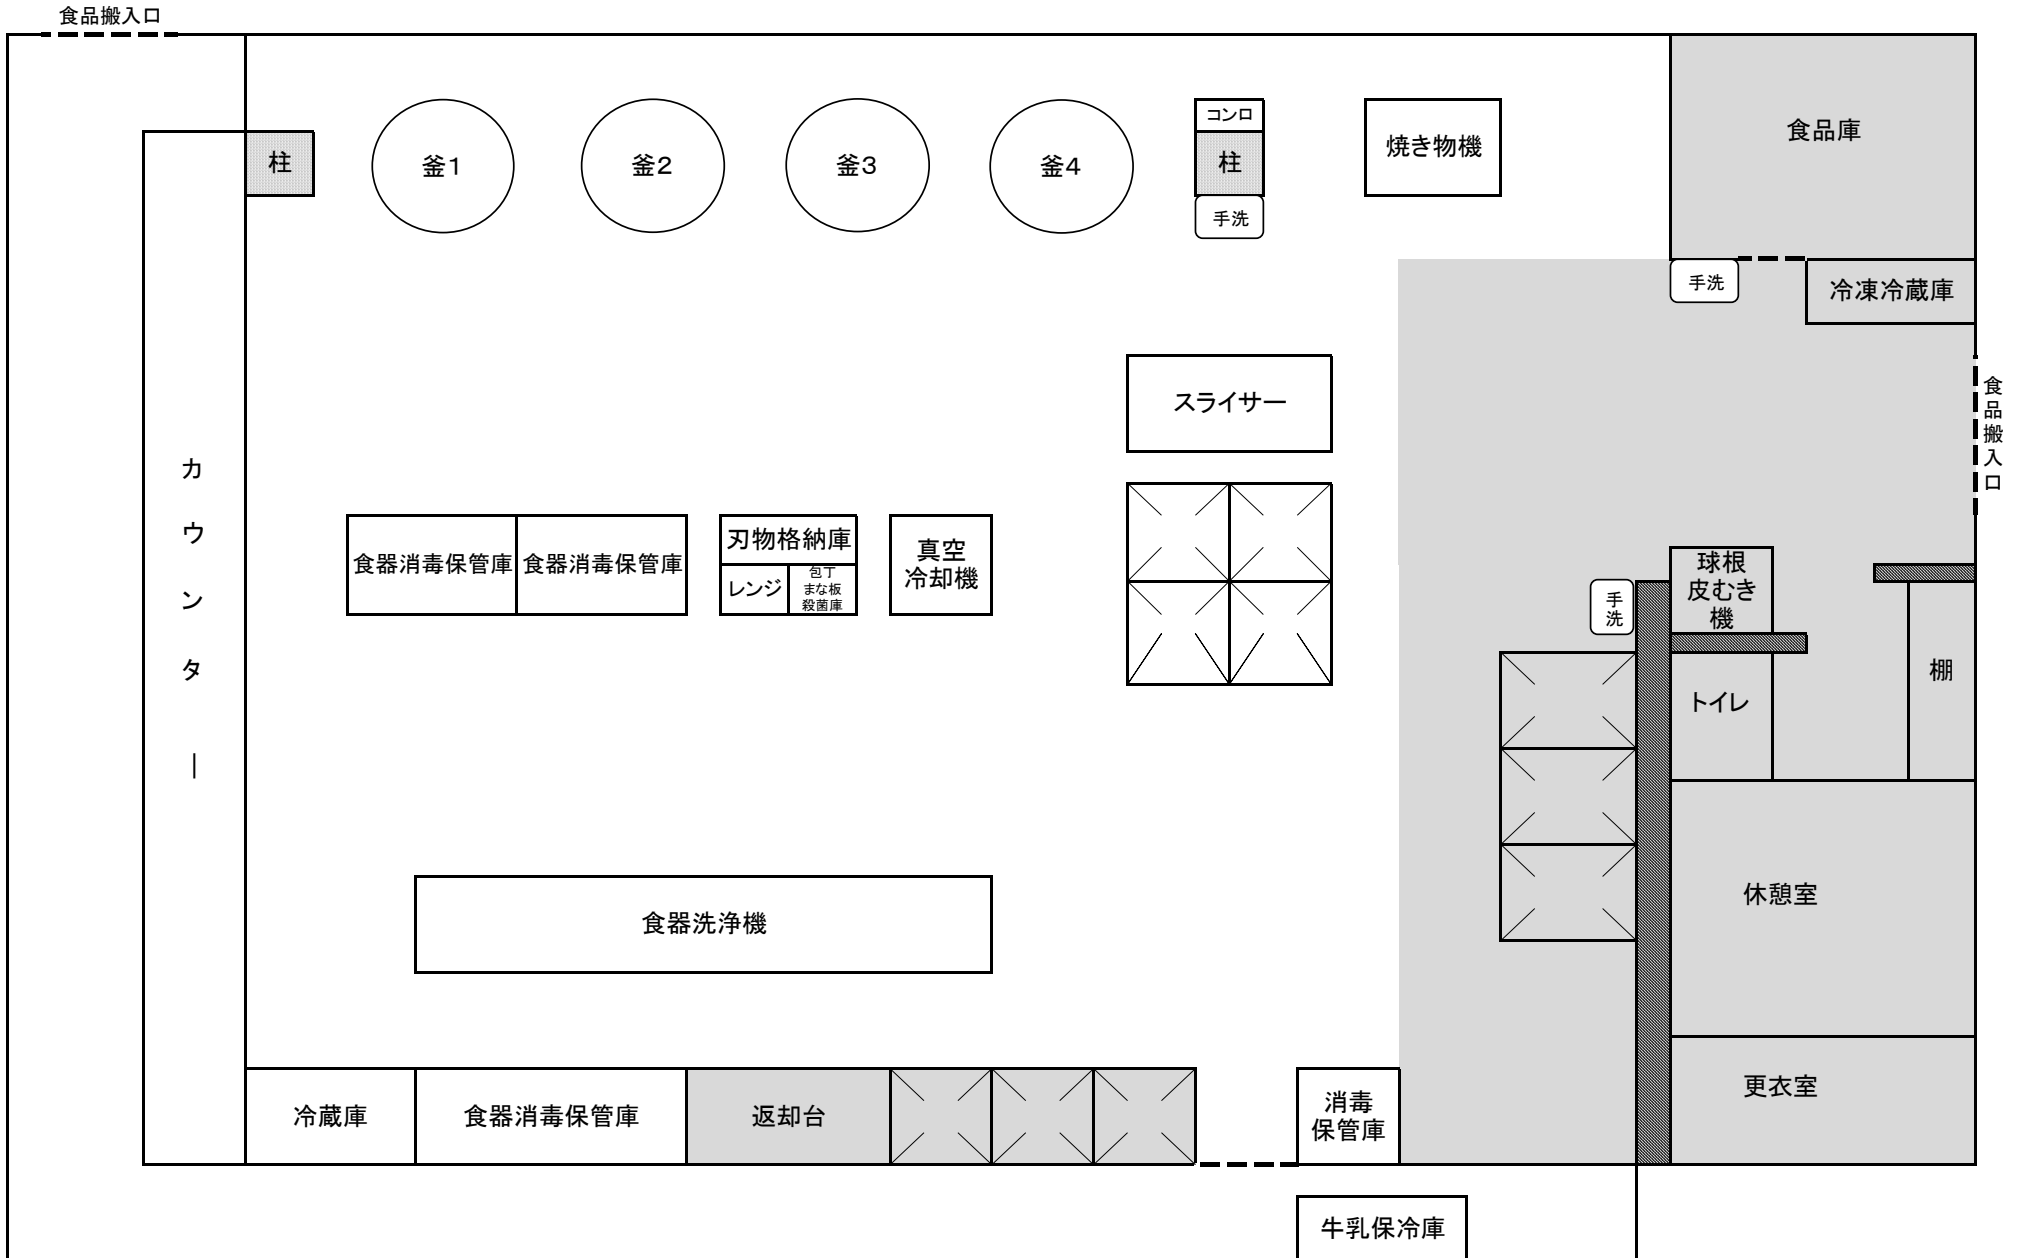 食品搬入口
コンロ
柱
釜1
釜2
釜3
釜4
柱
手洗
焼き物機
食品庫
手洗
冷凍冷蔵庫
食品搬入口
スライサー
カウンター
食器消毒保管庫
食器消毒保管庫
刃物格納庫
レンジ
包丁
まな板
殺菌庫
真空
冷却機
手洗
球根
皮むき
機
トイレ
棚
休憩室
食器洗浄機
更衣室
冷蔵庫
食器消毒保管庫
返却台
消毒
保管庫
牛乳保冷庫